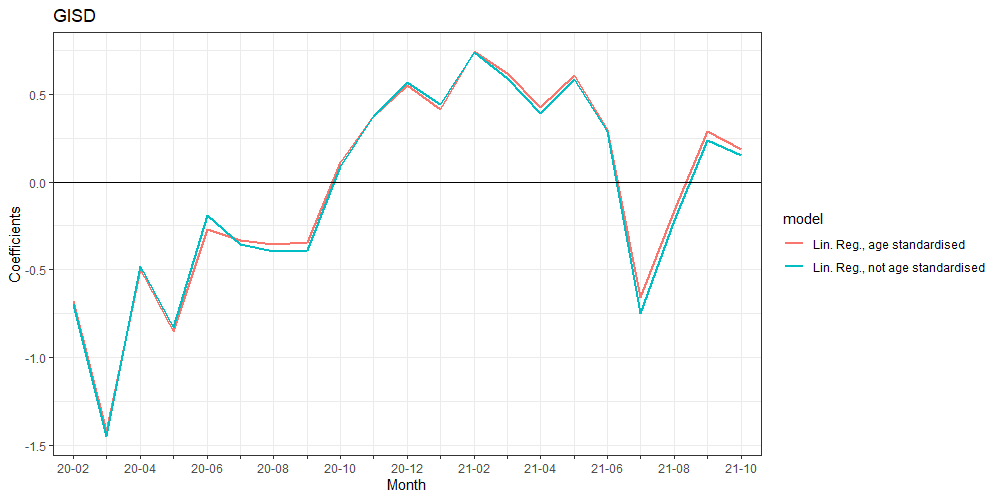 GISD
Coefficients
0.5
0.0
-0.5
-1.0
-1.5
20-02 20-04 20-06 20-08 20-10 20-12 21-02 21-04 21-06 21-08 21-10
Month
model
Lin. Reg., age standardised
Lin. Reg., not age standardised